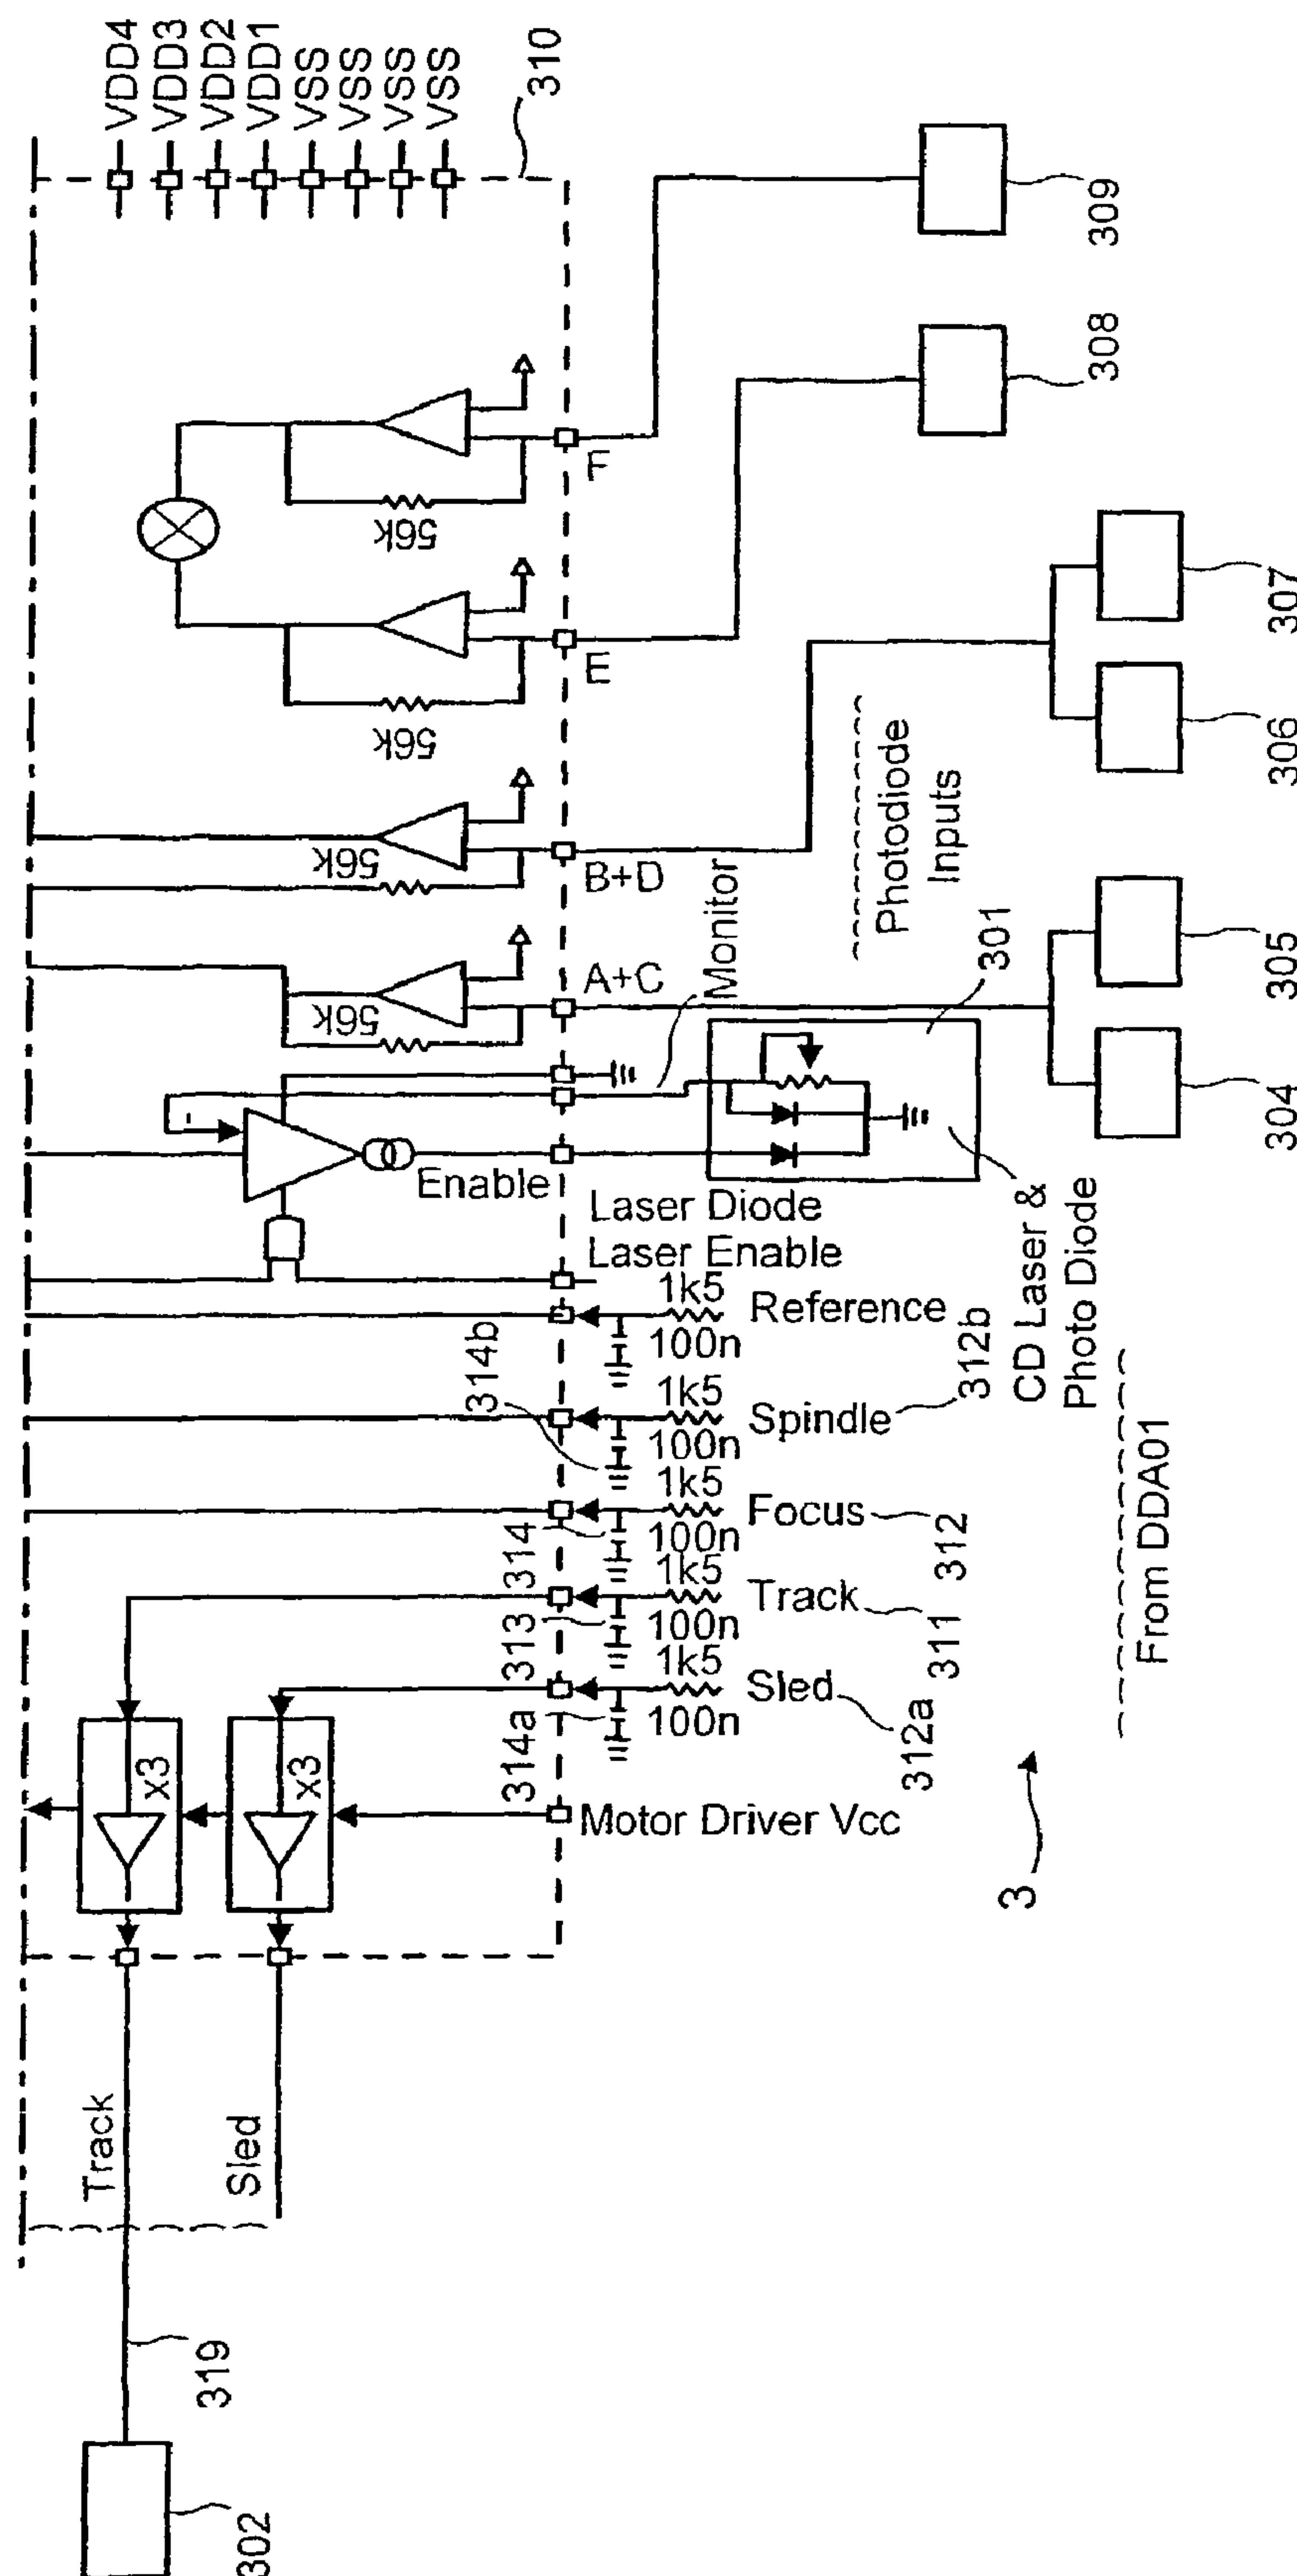 VDD4
VDD3
VDD2
VDD1
VSS
VSS
VSS
VSS
310
309
308
307
306
305
304
56k
56k
56k
56k
F
E
B+D
A+C
Monitor
Photodiode
Inputs
301
Enable
Laser Diode
Laser Enable
CD Laser &
Photo Diode
1k5
100n
Reference
314b
1k5
100n
Spindle
312b
1k5
100n
Focus
312
314
1k5
100n
Track
311
313
1k5
100n
Sled
312a
314a
From DDA01
Motor Driver Vcc
3
x3
x3
Track
Sled
319
302